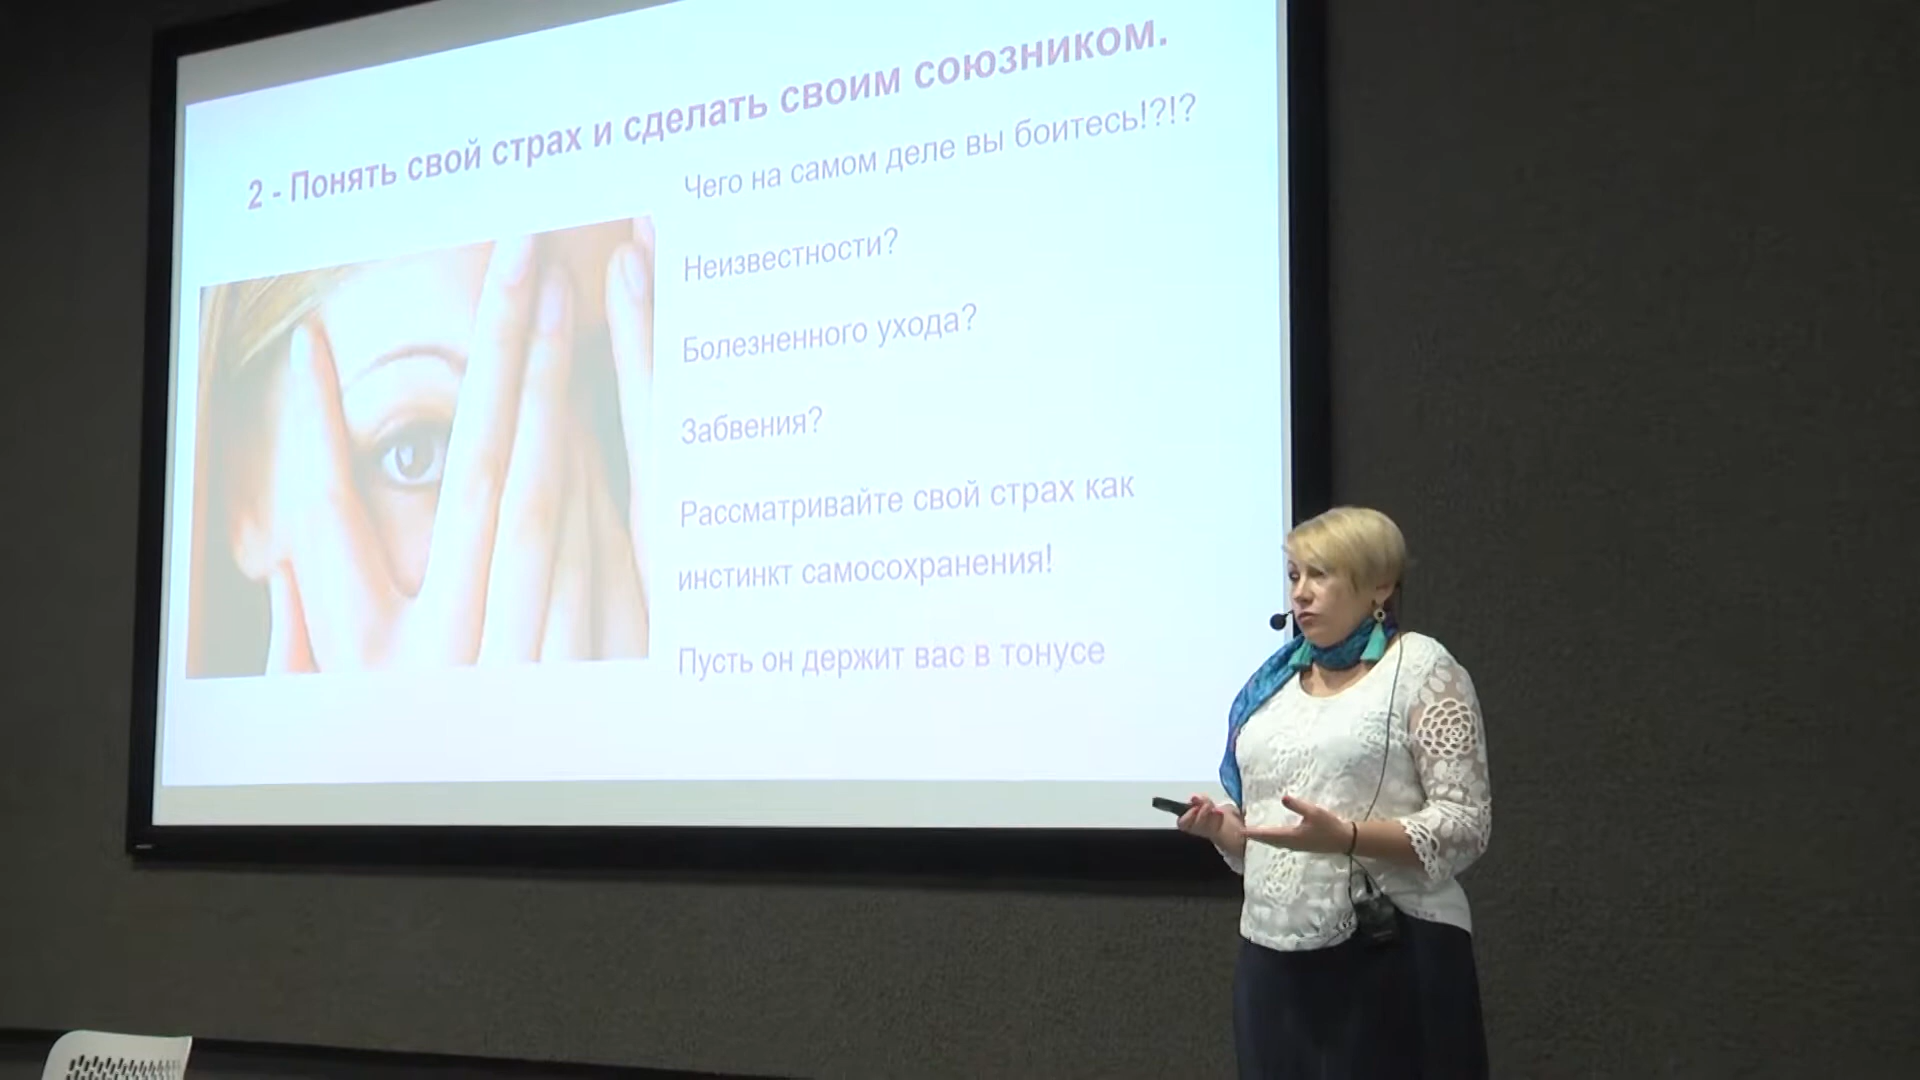 2 - Понять свой страх и сделать своим союзником.
Чего на самом деле вы боитесь!?!?
Неизвестности?
Болезненного ухода?
Забвения?
Рассматривайте свой страх как
инстинкт самосохранения!
Пусть он держит вас в тонусе